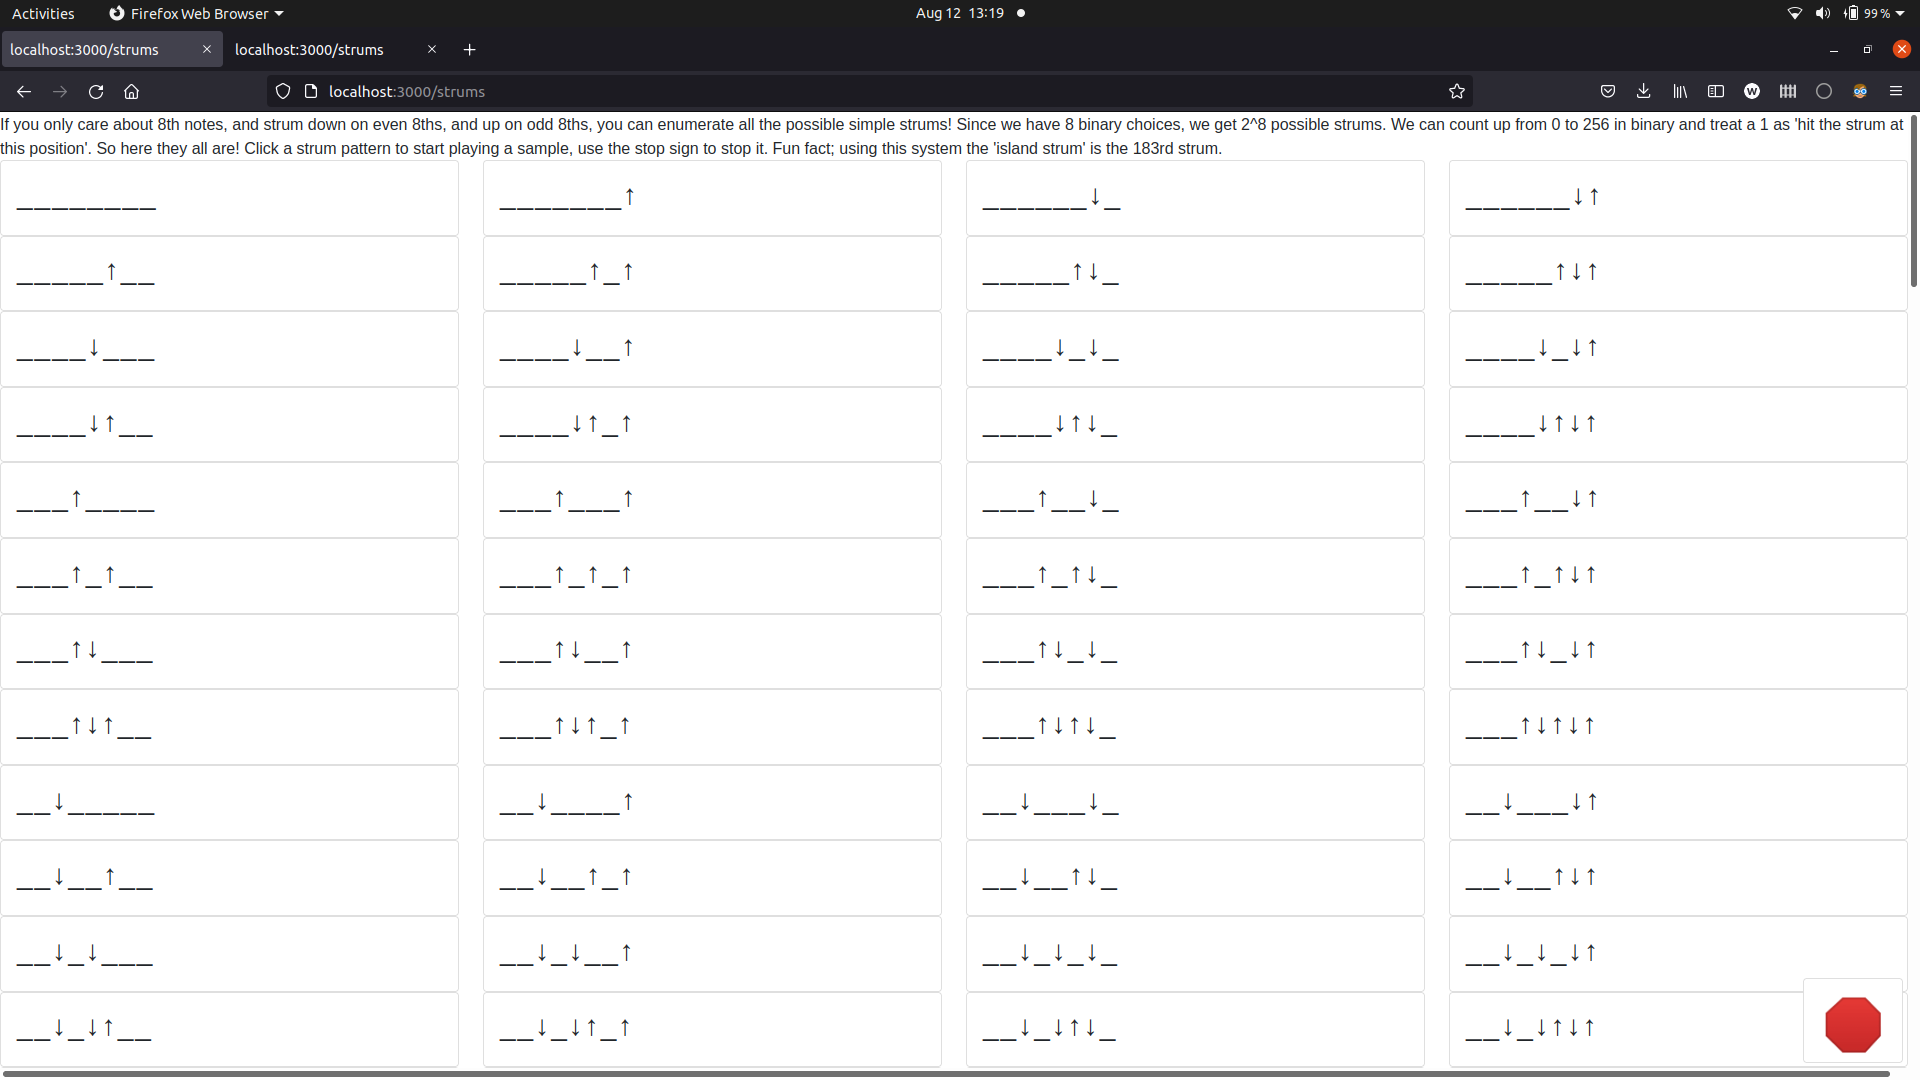 Activities Firefox Web Browser Aug 12 13:19 99 %
localhost:3000/strums localhost:3000/strums
localhost:3000/strums
If you only care about 8th notes, and strum down on even 8ths, and up on odd 8ths, you can enumerate all the possible simple strums! Since we have 8 binary choices, we get 2^8 possible strums. We can count up from 0 to 256 in binary and treat a 1 as 'hit the strum at
this position'. So here they all are! Click a strum pattern to start playing a sample, use the stop sign to stop it. Fun fact; using this system the 'island strum' is the 183rd strum.
________ _______↑ ______↓_ ______↓↑
_____↑__ _____↑_↑ _____↑↓_ _____↑↓↑
____↓___ ____↓__↑ ____↓_↓_ ____↓_↓↑
____↓↑__ ____↓↑_↑ ____↓↑↓_ ____↓↑↓↑
___↑____ ___↑___↑ ___↑__↓_ ___↑__↓↑
___↑_↑__ ___↑_↑_↑ ___↑_↑↓_ ___↑_↑↓↑
___↑↓___ ___↑↓__↑ ___↑↓_↓_ ___↑↓_↓↑
___↑↓↑__ ___↑↓↑_↑ ___↑↓↑↓_ ___↑↓↑↓↑
__↓_____ __↓____↑ __↓___↓_ __↓___↓↑
__↓__↑__ __↓__↑_↑ __↓__↑↓_ __↓__↑↓↑
__↓_↓___ __↓_↓__↑ __↓_↓_↓_ __↓_↓_↓↑
__↓_↓↑__ __↓_↓↑_↑ __↓_↓↑↓_ __↓_↓↑↓↑